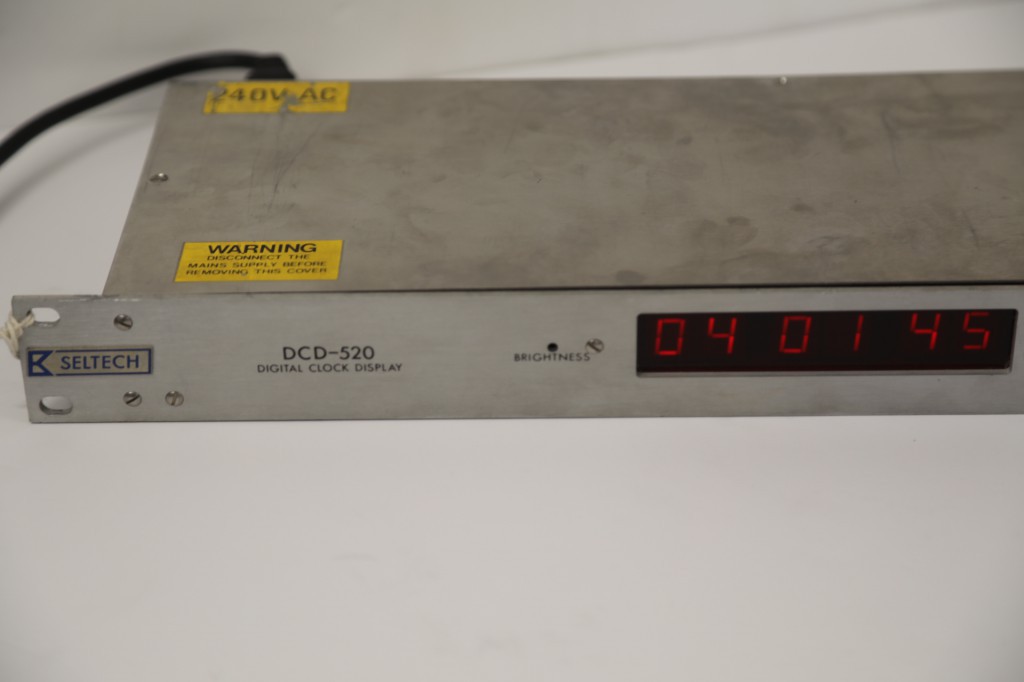 240V AC
WARNING
DISCONNECT THE
MAINS SUPPLY BEFORE
REMOVING THIS COVER
SELTECH
DCD-520
DIGITAL CLOCK DISPLAY
BRIGHTNESS
04 01 45